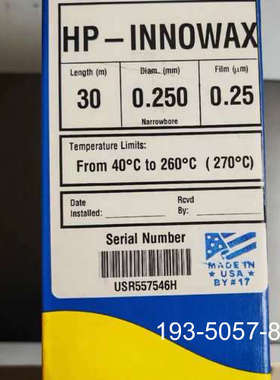 HP-INNOWAX
Length (m) Diam. (mm) Film (µm)
30 0.250 0.25
Narrowbore
Temperature Limits:
From 40°C to 260°C (270°C)
Date Installed: Rcvd By:
Serial Number
USR557546H
MADE IN
USA
BY #17
193-5057-8